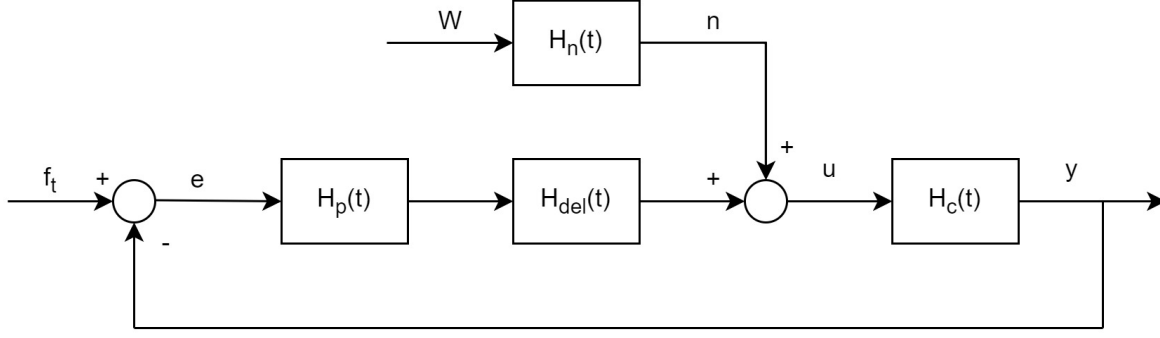 W
Hn(t)
n
+
ft
+
e
Hp(t)
Hdel(t)
+
u
Hc(t)
y
-